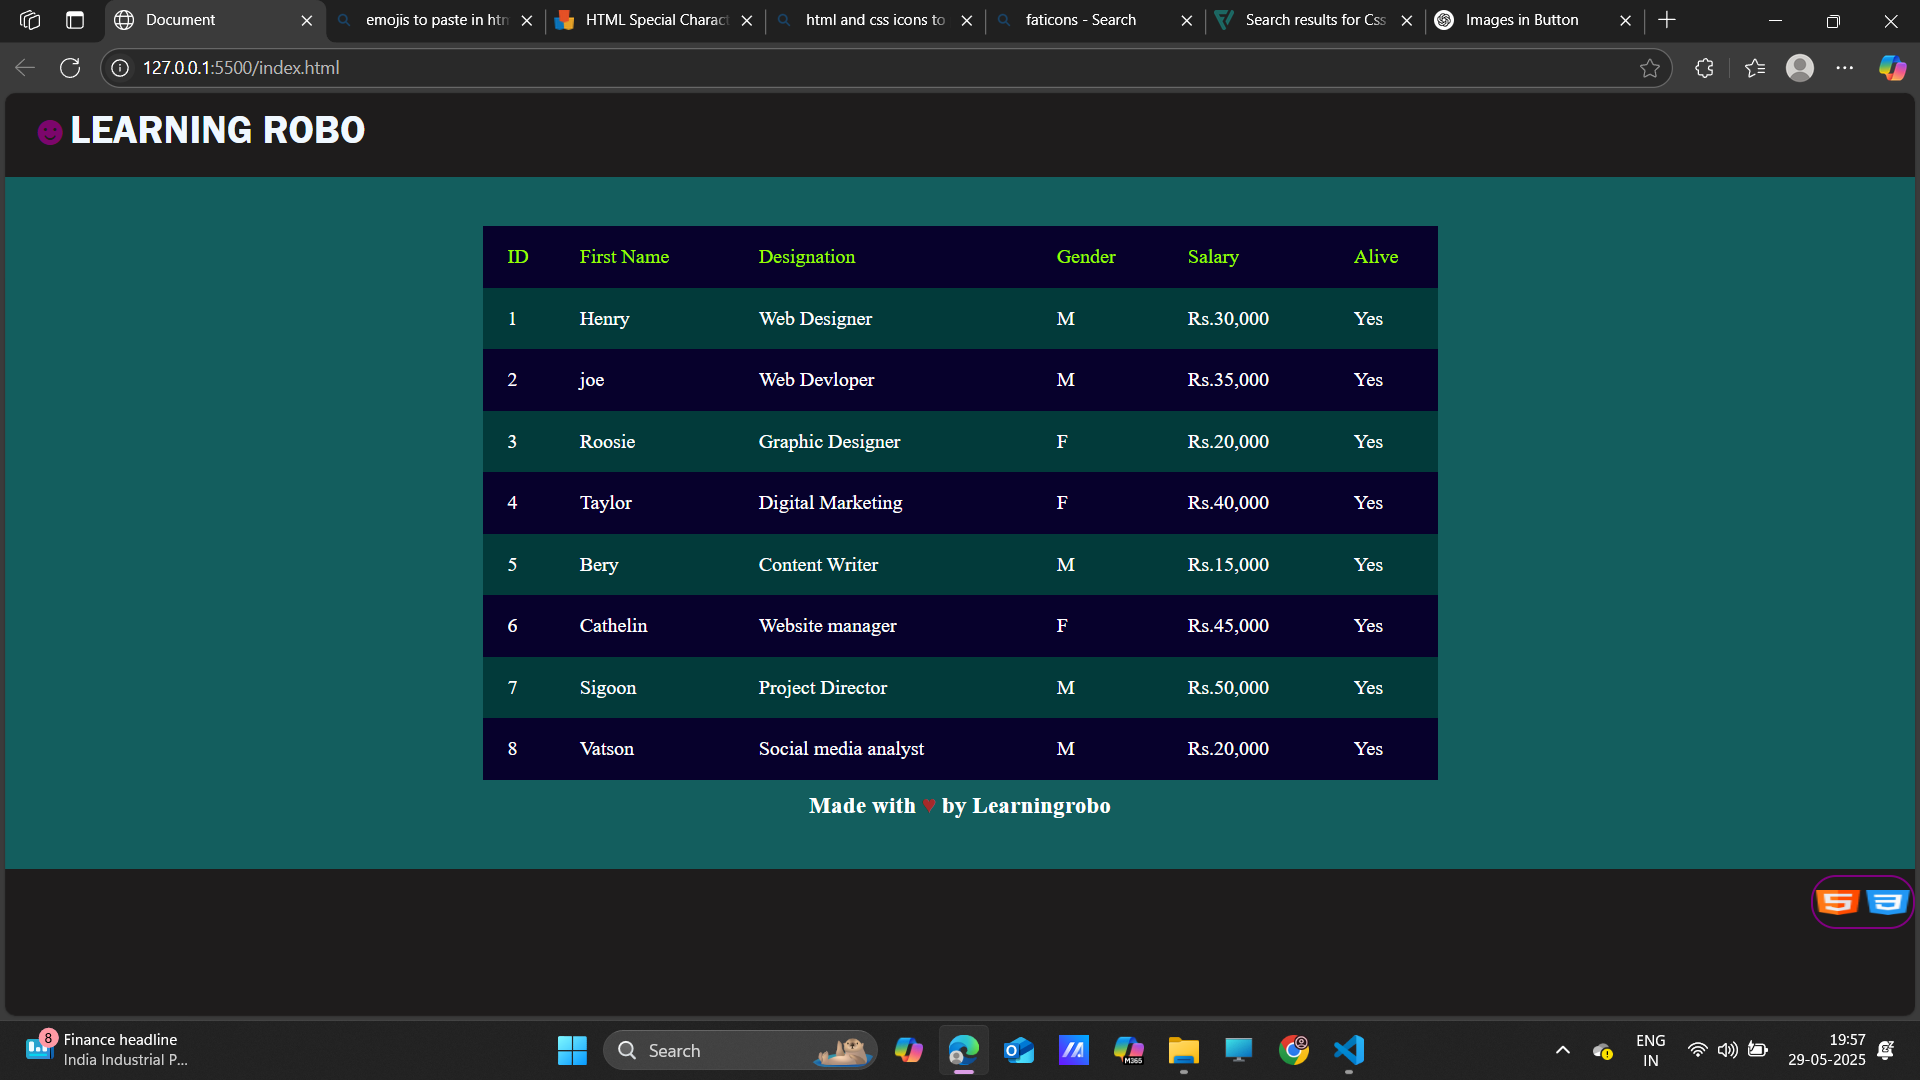 Document
emojis to paste in htm
HTML Special Charact
html and css icons to
faticons - Search
Search results for Css
Images in Button
127.0.0.1:5500/index.html
LEARNING ROBO
ID First Name Designation Gender Salary Alive
1 Henry Web Designer M Rs.30,000 Yes
2 joe Web Devloper M Rs.35,000 Yes
3 Roosie Graphic Designer F Rs.20,000 Yes
4 Taylor Digital Marketing F Rs.40,000 Yes
5 Bery Content Writer M Rs.15,000 Yes
6 Cathelin Website manager F Rs.45,000 Yes
7 Sigoon Project Director M Rs.50,000 Yes
8 Vatson Social media analyst M Rs.20,000 Yes
Made with ♥ by Learningrobo
8
Finance headline
India Industrial P...
Search
M365
ENG
IN
19:57
29-05-2025